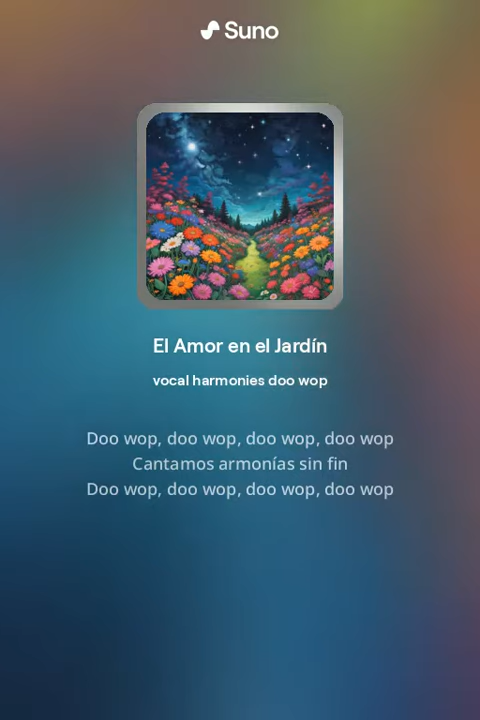 Suno
El Amor en el Jardín
vocal harmonies doo wop
Doo wop, doo wop, doo wop, doo wop
Cantamos armonías sin fin
Doo wop, doo wop, doo wop, doo wop